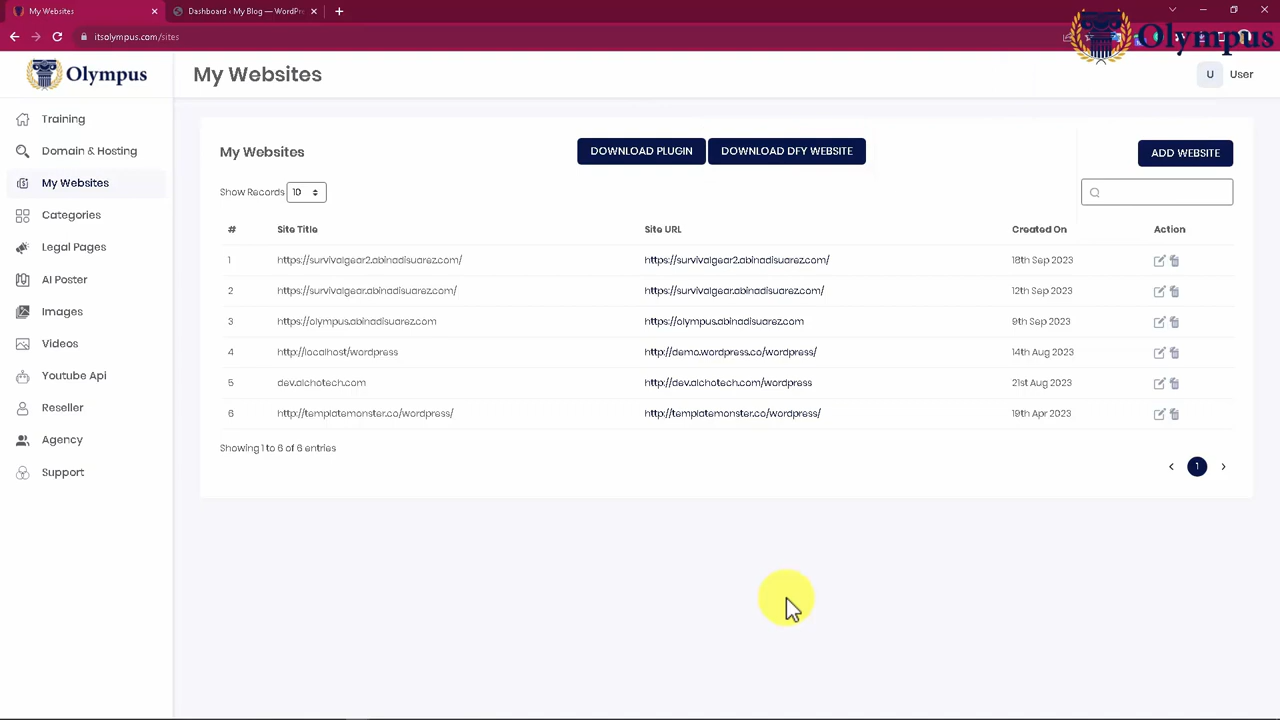 My Websites
Dashboard ‹ My Blog — WordPr
itsolympus.com/sites
Olympus
Olympus
My Websites
U User
Training
Domain & Hosting
My Websites
Categories
Legal Pages
AI Poster
Images
Videos
Youtube Api
Reseller
Agency
Support
My Websites
DOWNLOAD PLUGIN
DOWNLOAD DFY WEBSITE
ADD WEBSITE
Show Records 10
# Site Title Site URL Created On Action
1 https://survivalgear2.abinadisuarez.com/ https://survivalgear2.abinadisuarez.com/ 18th Sep 2023
2 https://survivalgear.abinadisuarez.com/ https://survivalgear.abinadisuarez.com/ 12th Sep 2023
3 https://olympus.abinadisuarez.com https://olympus.abinadisuarez.com 9th Sep 2023
4 http://localhost/wordpress http://demo.wordpress.co/wordpress/ 14th Aug 2023
5 dev.alchotech.com http://dev.alchotech.com/wordpress 21st Aug 2023
6 http://templatemonster.co/wordpress/ http://templatemonster.co/wordpress/ 19th Apr 2023
Showing 1 to 6 of 6 entries
1